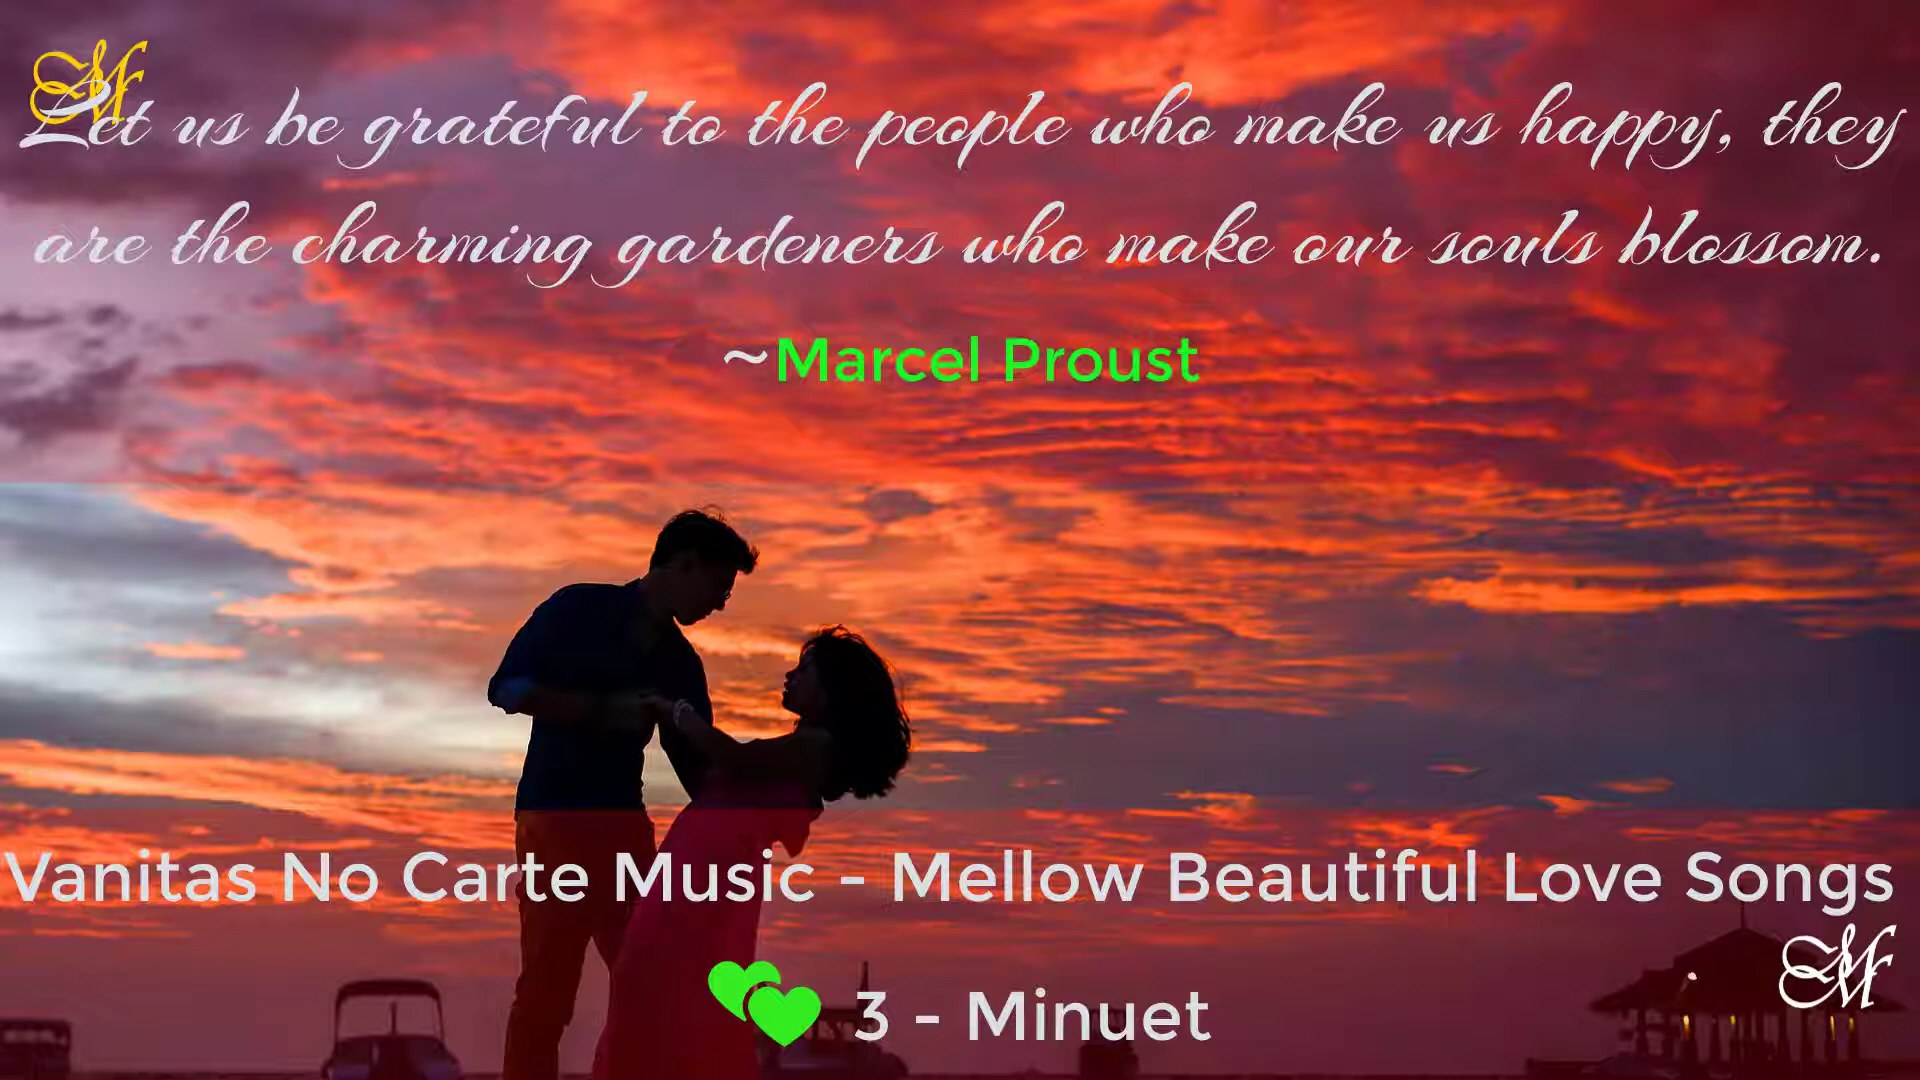 Let us be grateful to the people who make us happy, they
are the charming gardeners who make our souls blossom.
~Marcel Proust
Vanitas No Carte Music - Mellow Beautiful Love Songs
3 - Minuet